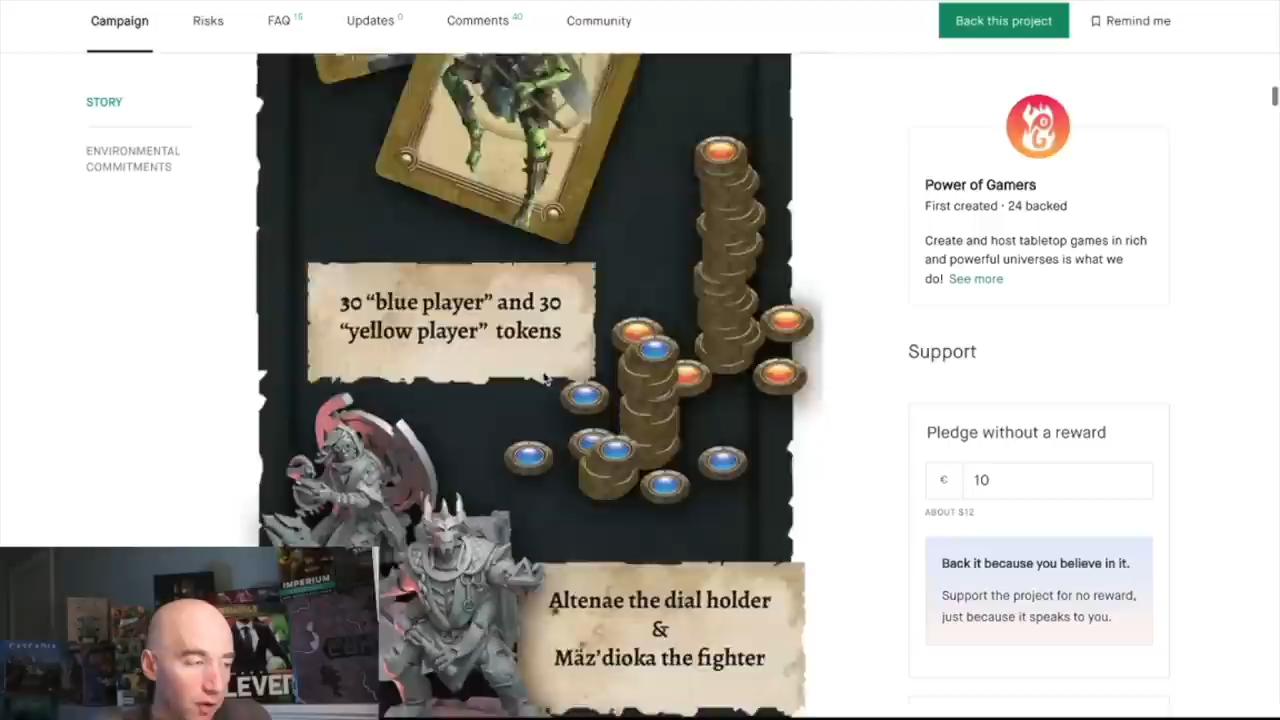 Campaign
Risks
FAQ 15
Updates 0
Comments 40
Community
Back this project
Remind me
STORY
ENVIRONMENTAL
COMMITMENTS
30 “blue player” and 30
“yellow player” tokens
Altenae the dial holder
&
Mäz’dioka the fighter
Power of Gamers
First created · 24 backed
Create and host tabletop games in rich
and powerful universes is what we
do! See more
Support
Pledge without a reward
€ 10
ABOUT $12
Back it because you believe in it.
Support the project for no reward,
just because it speaks to you.
IMPERIUM
CASCADIA
LEVEN